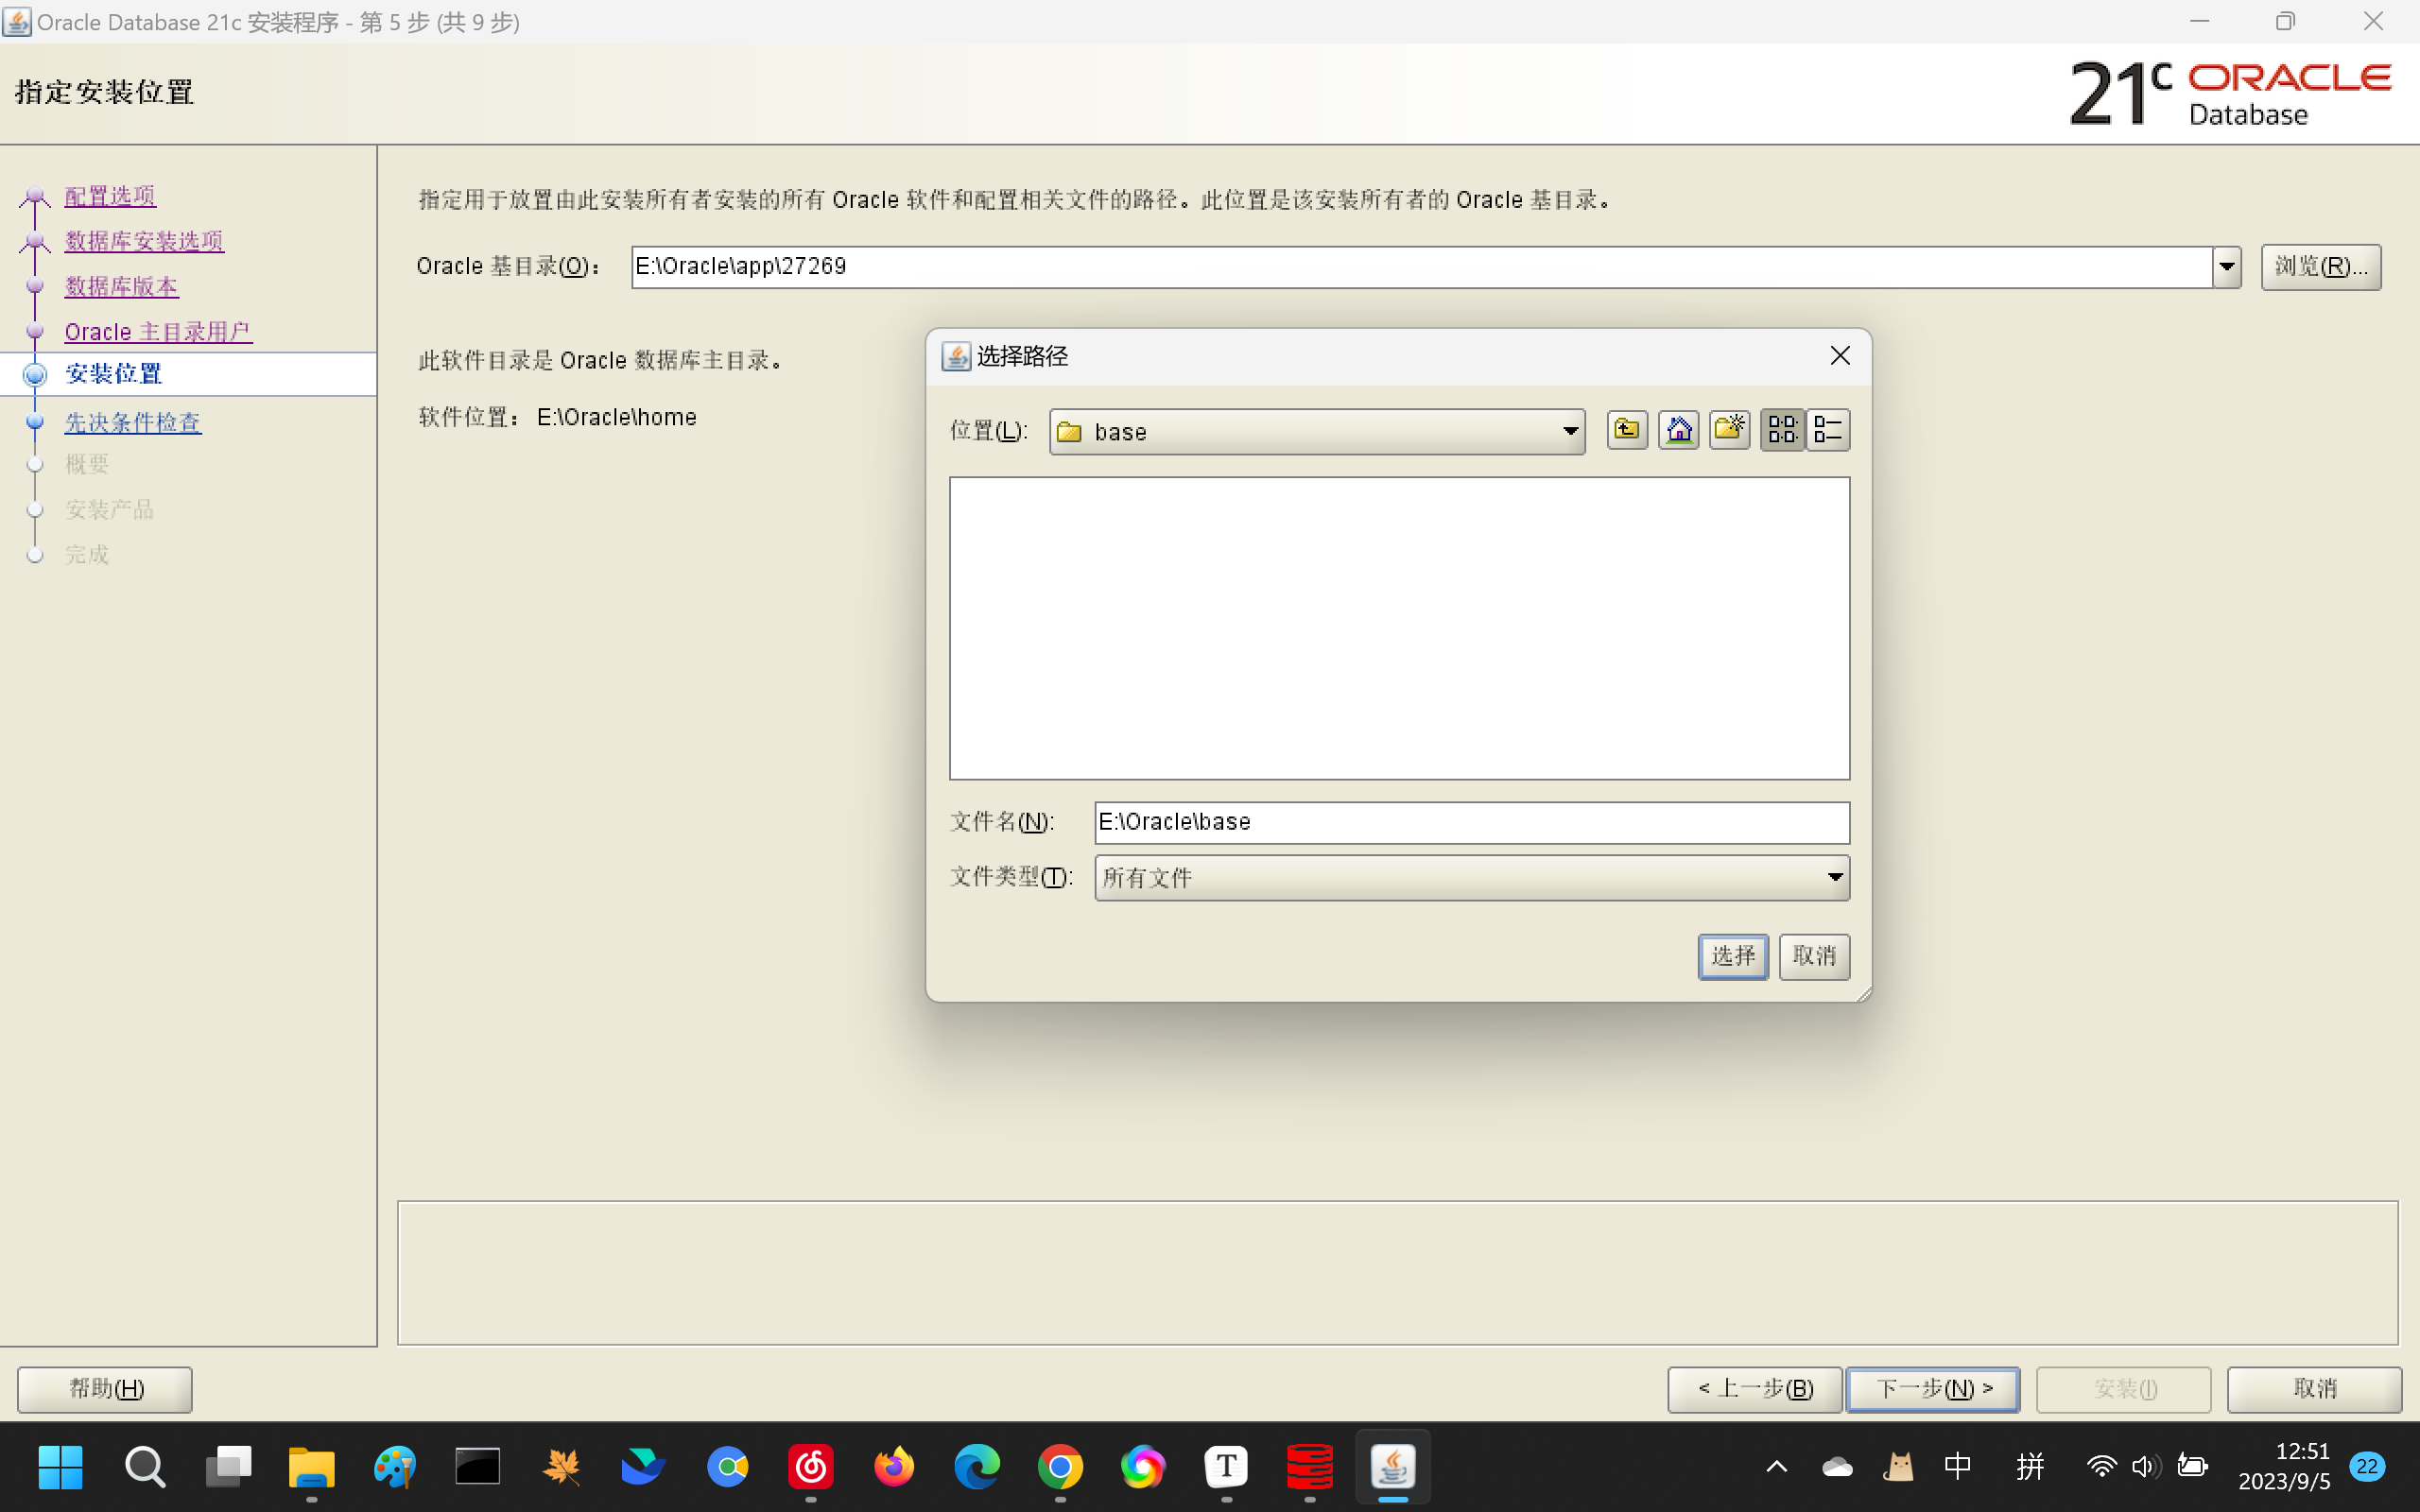 Oracle Database 21c 安装程序 - 第 5 步 (共 9 步)
指定安装位置
21c ORACLE
Database
配置选项
数据库安装选项
数据库版本
Oracle 主目录用户
安装位置
先决条件检查
概要
安装产品
完成
指定用于放置由此安装所有者安装的所有 Oracle 软件和配置相关文件的路径。此位置是该安装所有者的 Oracle 基目录。
Oracle 基目录(O)： E:\Oracle\app\27269 浏览(R)...
此软件目录是 Oracle 数据库主目录。
软件位置： E:\Oracle\home
选择路径
位置(L): base
文件名(N): E:\Oracle\base
文件类型(T): 所有文件
选择 取消
帮助(H) < 上一步(B) 下一步(N) > 安装(I) 取消
T 中 拼 12:51
2023/9/5 22